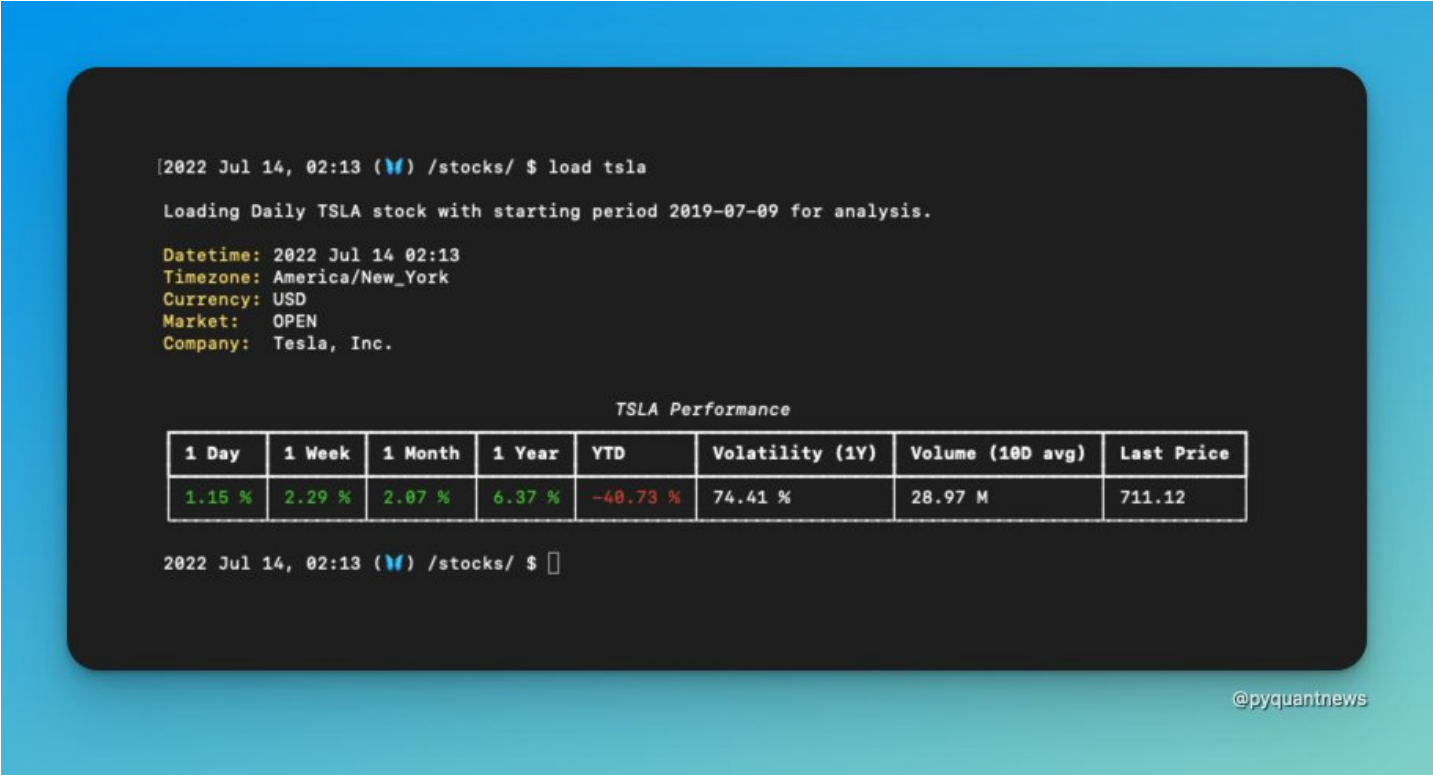 [2022 Jul 14, 02:13 (🦋) /stocks/ $ load tsla
Loading Daily TSLA stock with starting period 2019-07-09 for analysis.
Datetime: 2022 Jul 14 02:13
Timezone: America/New_York
Currency: USD
Market: OPEN
Company: Tesla, Inc.
TSLA Performance
1 Day 1 Week 1 Month 1 Year YTD Volatility (1Y) Volume (10D avg) Last Price
1.15 % 2.29 % 2.07 % 6.37 % -40.73 % 74.41 % 28.97 M 711.12
2022 Jul 14, 02:13 (🦋) /stocks/ $
@pyquantnews